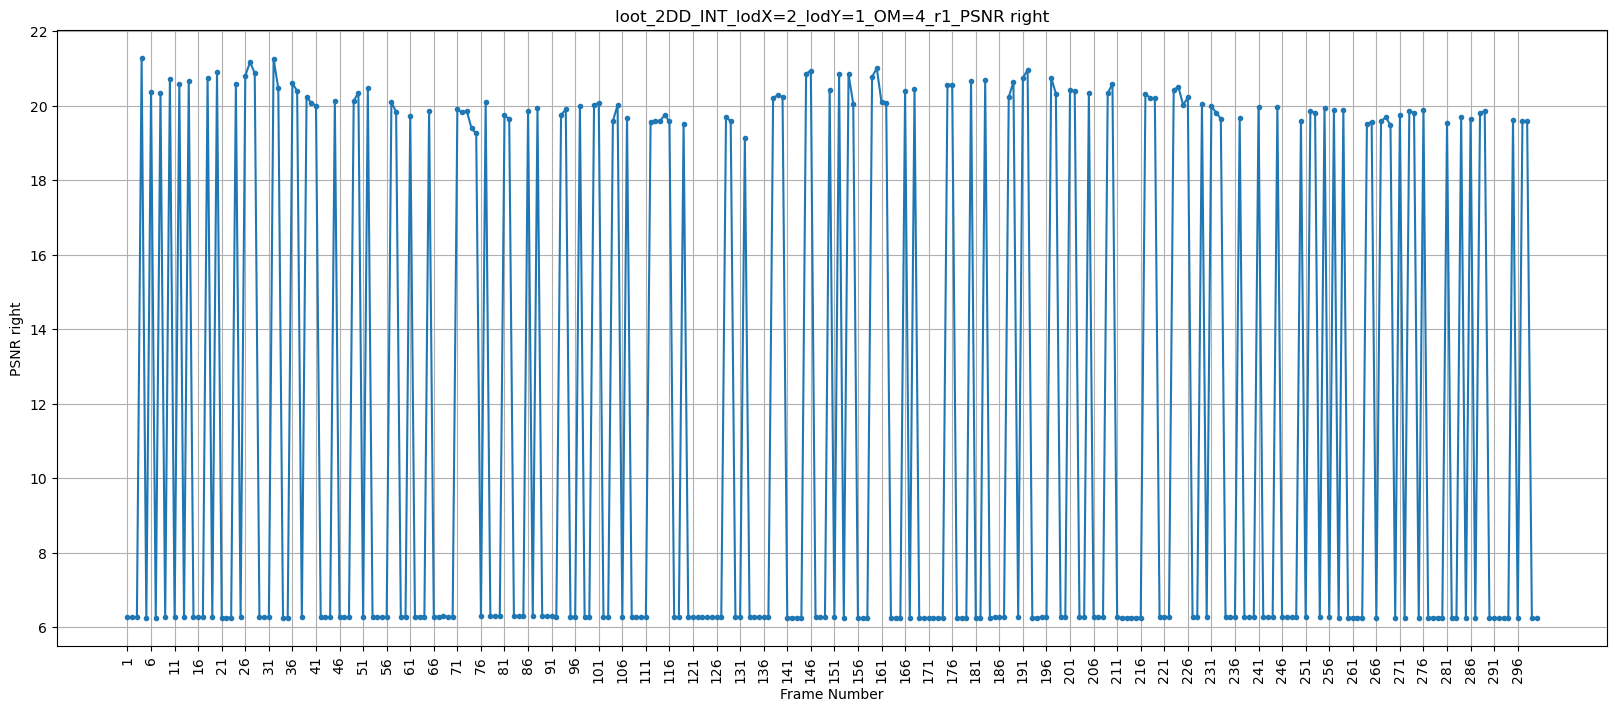 loot_2DD_INT_lodX=2_lodY=1_OM=4_r1_PSNR right
22
20
18
16
14
12
10
8
6
PSNR right
1 6 11 16 21 26 31 36 41 46 51 56 61 66 71 76 81 86 91 96 101 106 111 116 121 126 131 136 141 146 151 156 161 166 171 176 181 186 191 196 201 206 211 216 221 226 231 236 241 246 251 256 261 266 271 276 281 286 291 296
Frame Number